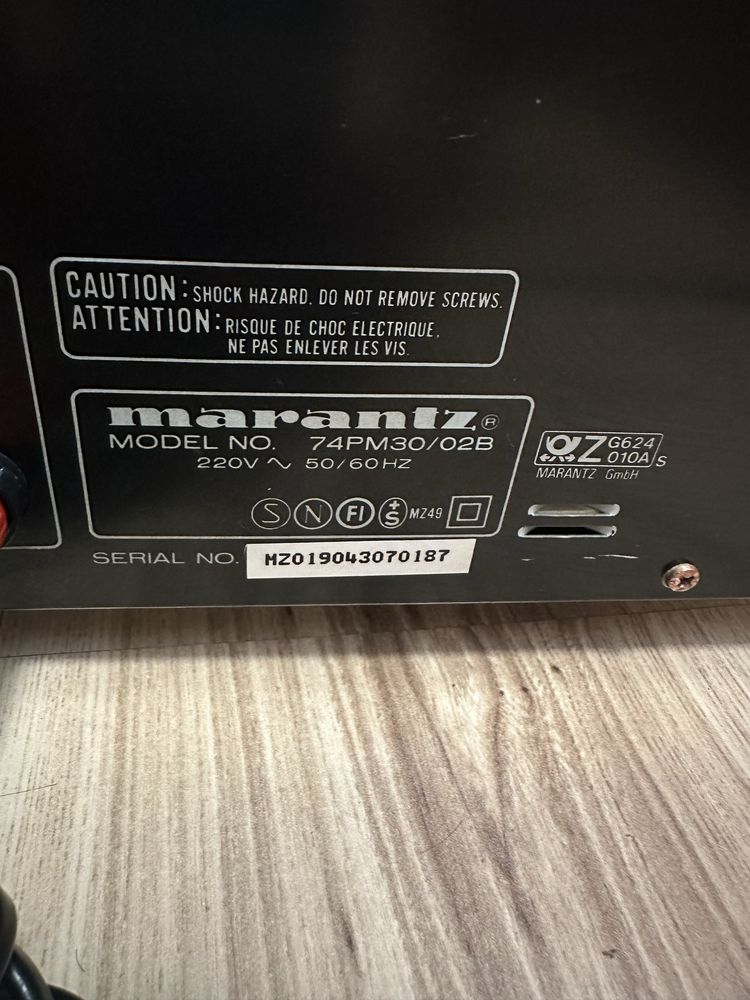 CAUTION: SHOCK HAZARD. DO NOT REMOVE SCREWS.
ATTENTION: RISQUE DE CHOC ELECTRIQUE,
NE PAS ENLEVER LES VIS.
marantz®
MODEL NO. 74PM30/02B
220V ~ 50/60HZ
S N FI +S MZ49
SERIAL NO. MZ019043070187
Z G624
010A S
MARANTZ GmbH